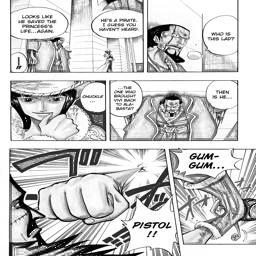 WHO IS
THIS LAD?
HE'S A
PIRATE.
I GUESS
YOU
HAVEN'T
HEARD.
LOOKS
LIKE HE
SAVED THE
PRINCESS'S
LIFE...AGAIN.
THEN
IS HE...
...
THE ONE
WHO
BROUGHT
VIVI BACK
TO ALA-
BASTA?
CHUCKLE
GUM-
GUM...
PISTOL
!!